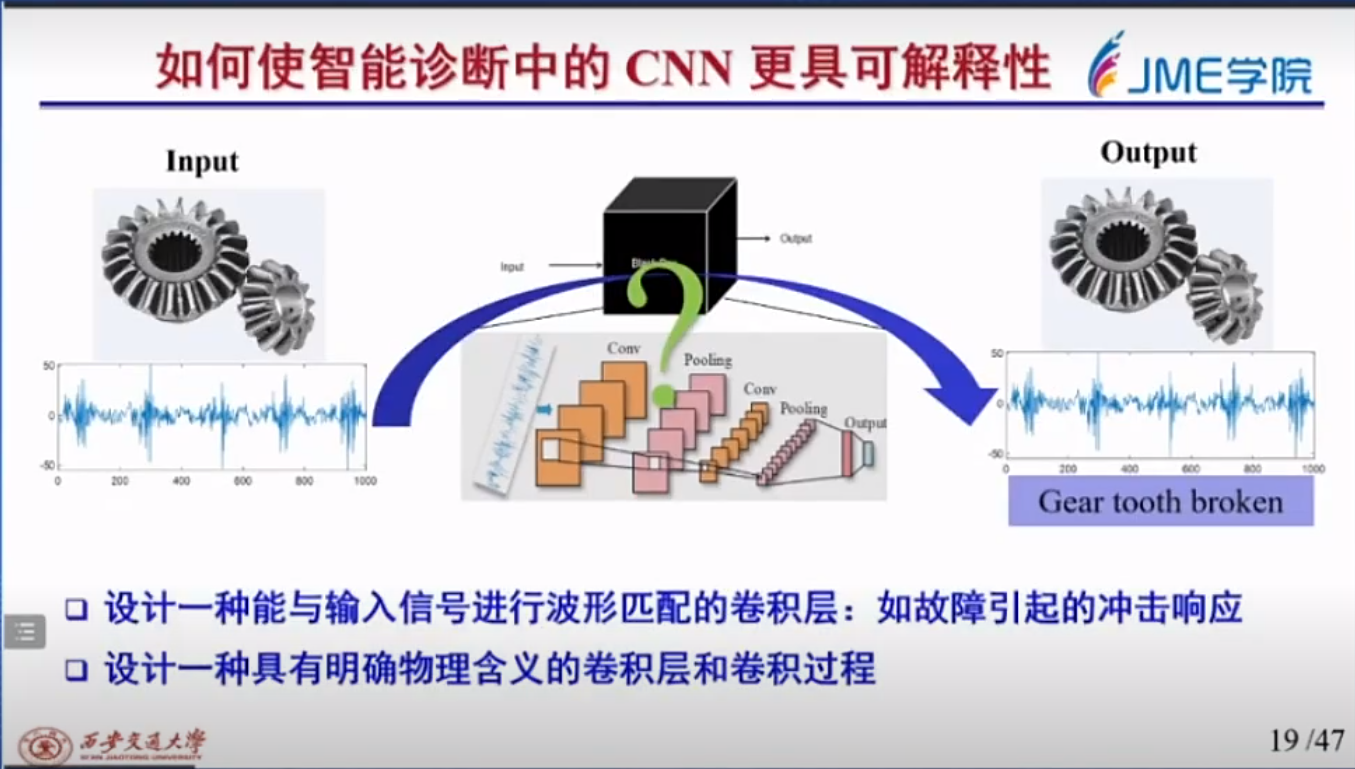 如何使智能诊断中的 CNN 更具可解释性
JME学院
Input
Output
Input
Output
Conv
Pooling
Conv
Pooling
Output
50
0
-50
0 200 400 600 800 1000
50
0
-50
0 200 400 600 800 1000
Gear tooth broken
设计一种能与输入信号进行波形匹配的卷积层：如故障引起的冲击响应
设计一种具有明确物理含义的卷积层和卷积过程
西安交通大學
XI'AN JIAOTONG UNIVERSITY
19 /47